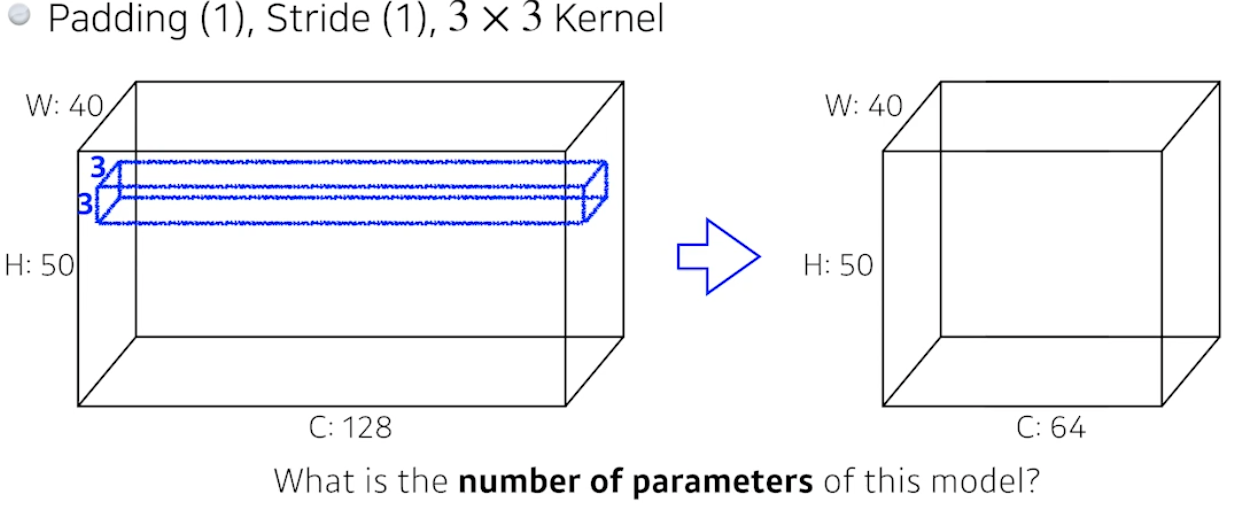 Padding (1), Stride (1), 3 × 3 Kernel
W: 40
3
3
H: 50
C: 128
W: 40
H: 50
C: 64
What is the number of parameters of this model?